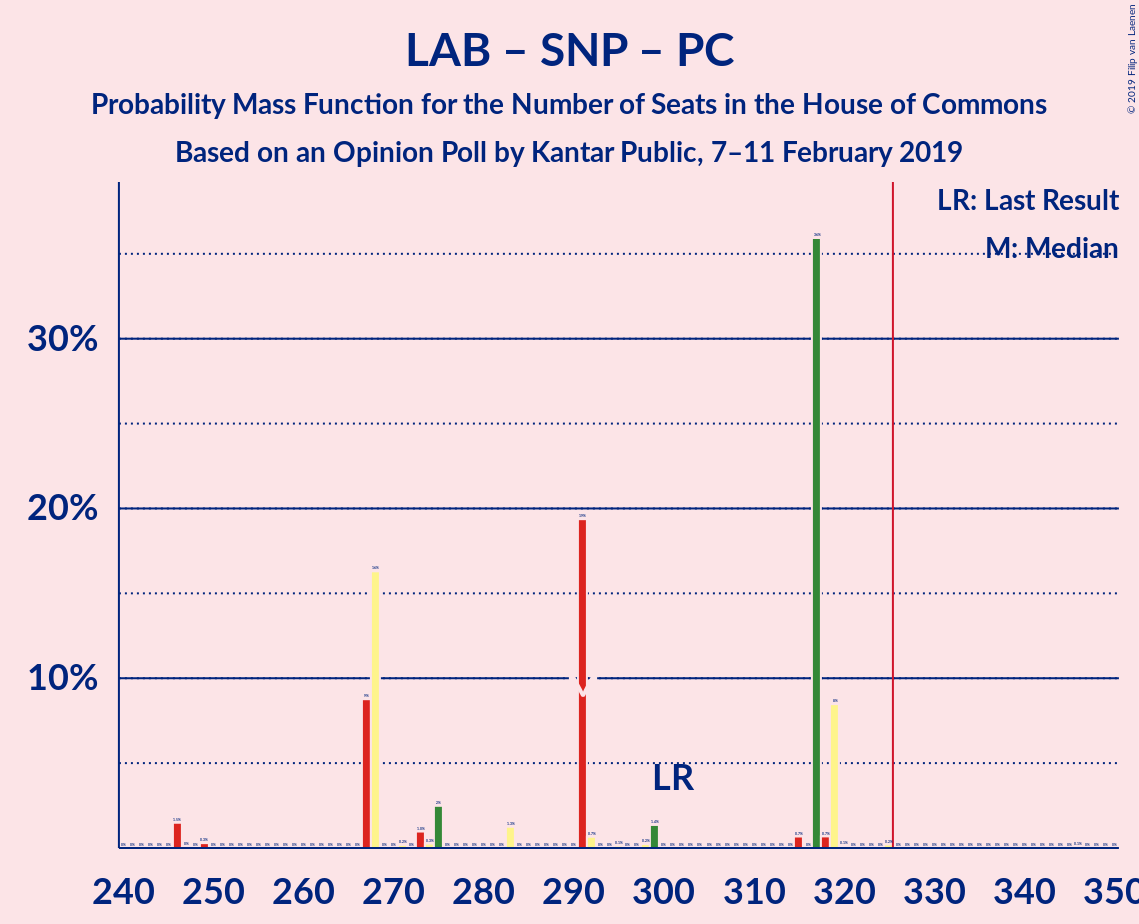 LAB – SNP – PC
Probability Mass Function for the Number of Seats in the House of Commons
Based on an Opinion Poll by Kantar Public, 7–11 February 2019
© 2019 Filip van Laenen
LR: Last Result
M: Median
30%
20%
10%
LR
240 250 260 270 280 290 300 310 320 330 340 350